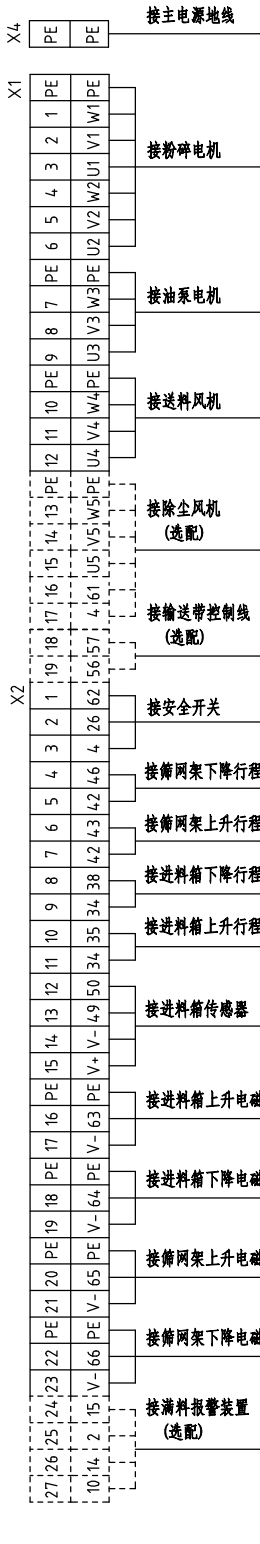 X4
PE PE
接主电源地线
X1
PE PE
1 W1
2 V1
3 U1
接粉碎电机
4 W2
5 V2
6 U2
PE PE
7 W3
接油泵电机
8 V3
9 U3
PE PE
10 W4
接送料风机
11 V4
12 U4
PE PE
13 W5
接除尘风机
14 V5
(选配)
15 U5
16 61
17 4
接输送带控制线
18 57
(选配)
19 56
X2
1 62
2 26
接安全开关
3 4
4 46
接筛网架下降行程
5 42
6 43
接筛网架上升行程
7 42
8 38
接进料箱下降行程
9 34
10 35
接进料箱上升行程
11 34
12 50
13 49
接进料箱传感器
14 V-
15 V+
PE PE
16 63
接进料箱上升电磁
17 V-
PE PE
18 64
接进料箱下降电磁
19 V-
PE PE
20 65
接筛网架上升电磁
21 V-
PE PE
22 66
接筛网架下降电磁
23 V-
24 15
接满料报警装置
25 2
(选配)
26 14
27 10